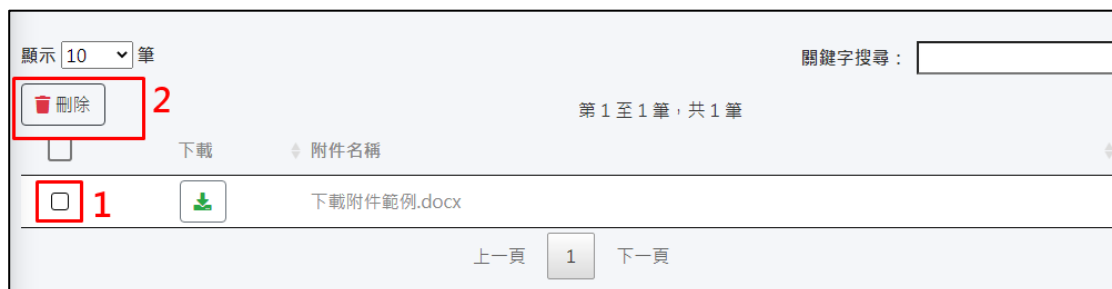 顯示 10 筆
關鍵字搜尋：
刪除 2
第 1 至 1 筆，共 1 筆
下載 附件名稱
1 下載附件範例.docx
上一頁 1 下一頁